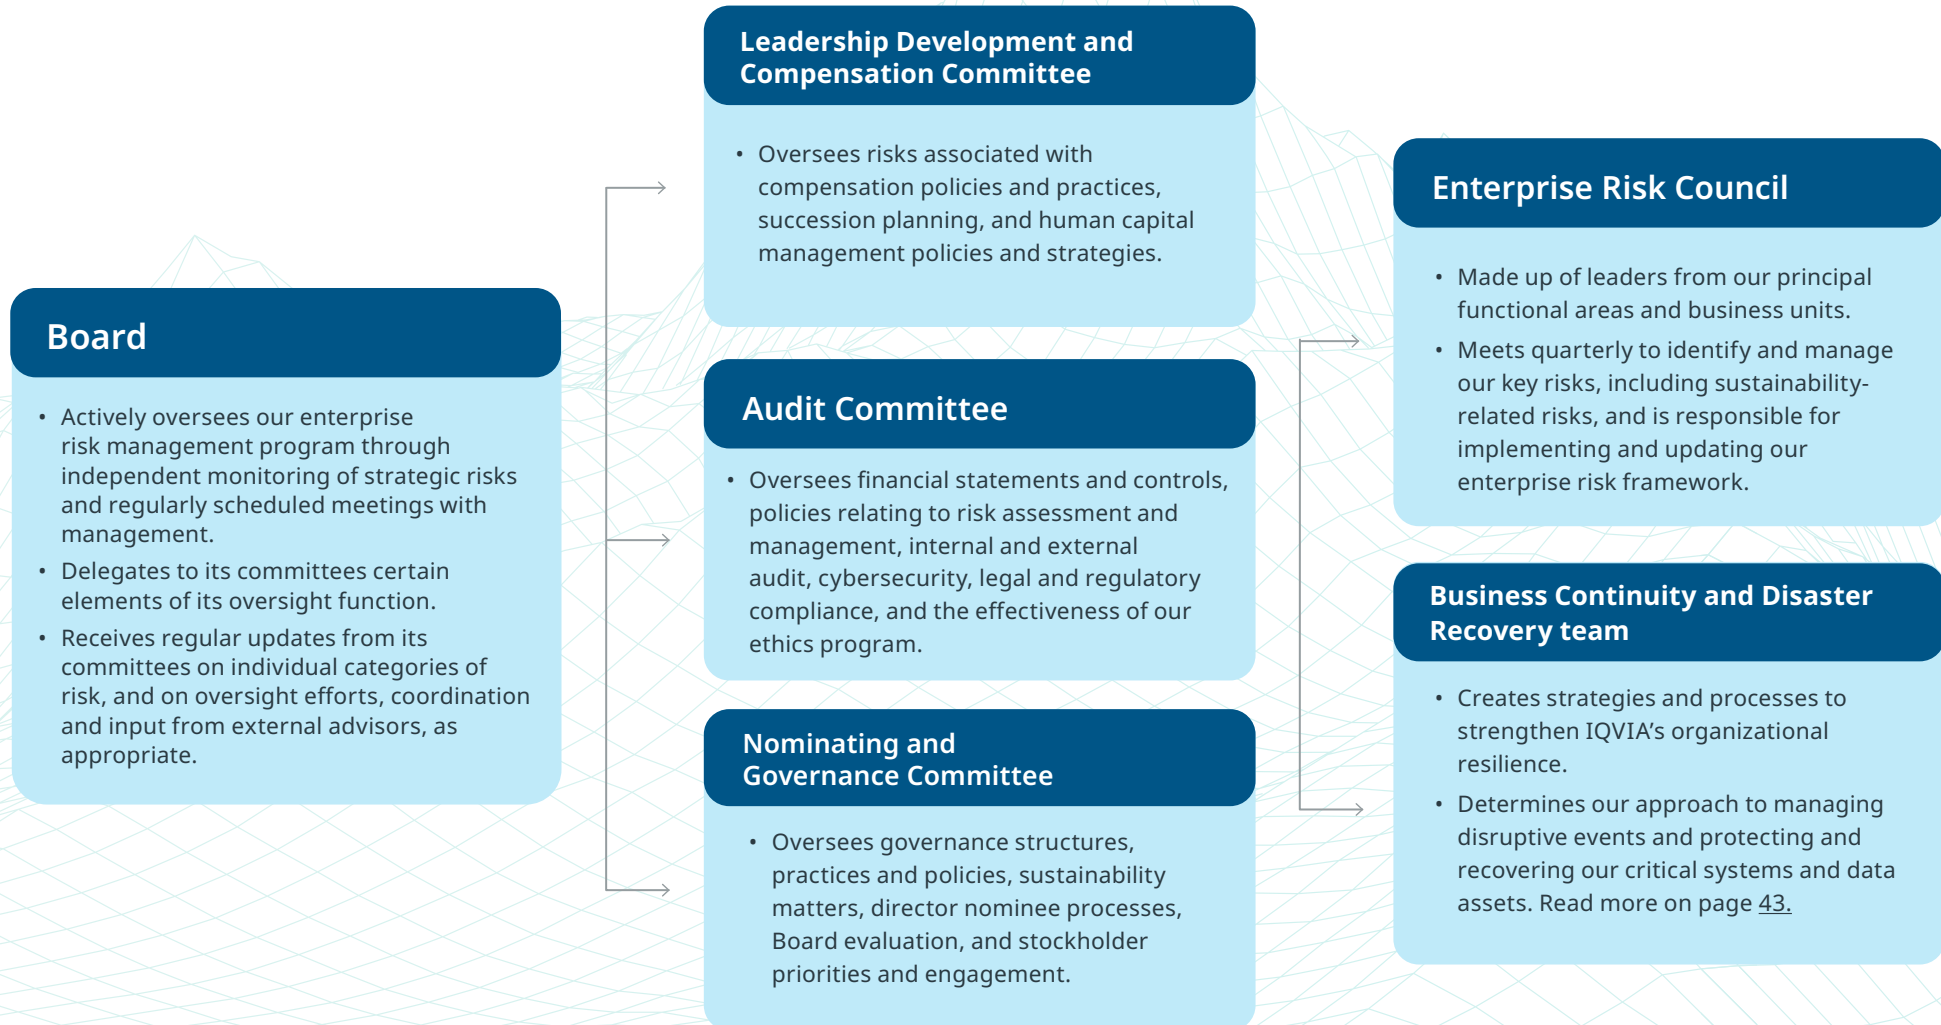 Board
• Actively oversees our enterprise
risk management program through
independent monitoring of strategic risks
and regularly scheduled meetings with
management.
• Delegates to its committees certain
elements of its oversight function.
• Receives regular updates from its
committees on individual categories of
risk, and on oversight efforts, coordination
and input from external advisors, as
appropriate.
Leadership Development and
Compensation Committee
• Oversees risks associated with
compensation policies and practices,
succession planning, and human capital
management policies and strategies.
Audit Committee
• Oversees financial statements and controls,
policies relating to risk assessment and
management, internal and external
audit, cybersecurity, legal and regulatory
compliance, and the effectiveness of our
ethics program.
Nominating and
Governance Committee
• Oversees governance structures,
practices and policies, sustainability
matters, director nominee processes,
Board evaluation, and stockholder
priorities and engagement.
Enterprise Risk Council
• Made up of leaders from our principal
functional areas and business units.
• Meets quarterly to identify and manage
our key risks, including sustainability-
related risks, and is responsible for
implementing and updating our
enterprise risk framework.
Business Continuity and Disaster
Recovery team
• Creates strategies and processes to
strengthen IQVIA’s organizational
resilience.
• Determines our approach to managing
disruptive events and protecting and
recovering our critical systems and data
assets. Read more on page 43.